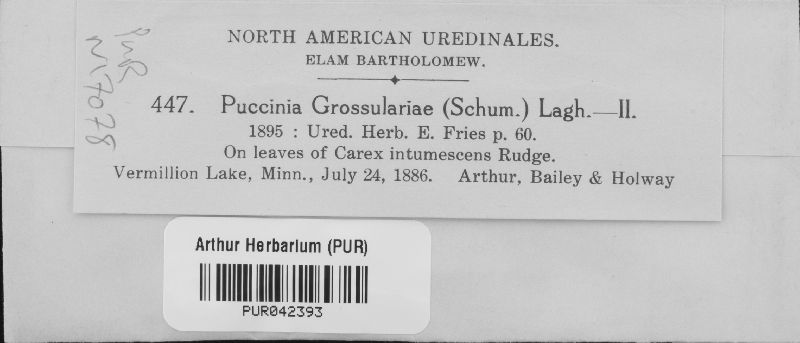 NORTH AMERICAN UREDINALES.
ELAM BARTHOLOMEW.
447. Puccinia Grossulariae (Schum.) Lagh.—II.
1895 : Ured. Herb. E. Fries p. 60.
On leaves of Carex intumescens Rudge.
Vermillion Lake, Minn., July 24, 1886. Arthur, Bailey & Holway
PUR
N17078
Arthur Herbarium (PUR)
PUR042393